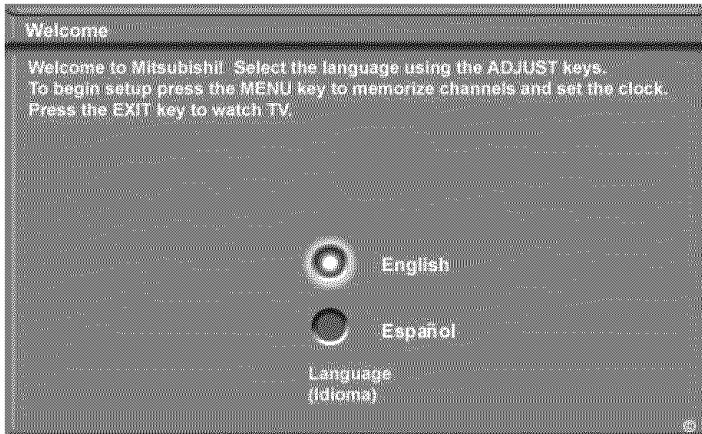 Welcome
Welcome to Mitsubishi! Select the language using the ADJUST keys.
To begin setup press the MENU key to memorize channels and set the clock.
Press the EXIT key to watch TV.
English
Español
Language
(Idioma)
©